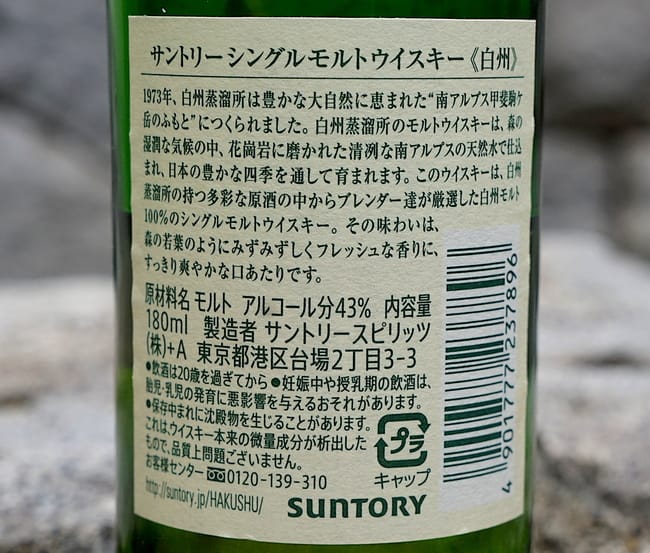 サントリーシングルモルトウイスキー《白州》
1973年、白州蒸溜所は豊かな大自然に恵まれた“南アルプス甲斐駒ケ
岳のふもと”につくられました。白州蒸溜所のモルトウイスキーは、森の
湿潤な気候の中、花崗岩に磨かれた清冽な南アルプスの天然水で仕込
まれ、日本の豊かな四季を通して育まれます。このウイスキーは、白州
蒸溜所の持つ多彩な原酒の中からブレンダー達が厳選した白州モルト
100%のシングルモルトウイスキー。その味わいは、
森の若葉のようにみずみずしくフレッシュな香りに、
すっきり爽やかな口あたりです。
原材料名 モルト アルコール分43% 内容量
180ml 製造者 サントリースピリッツ
(株)+A 東京都港区台場2丁目3-3
●飲酒は20歳を過ぎてから ●妊娠中や授乳期の飲酒は、
胎児・乳児の発育に悪影響を与えるおそれがあります。
●保存中まれに沈殿物を生じることがあります。
これは、ウイスキー本来の微量成分が析出した
もので、品質上問題ございません。
お客様センター 0120-139-310
http://suntory.jp/HAKUSHU/
SUNTORY
プラ
キャップ
4 901777 237896